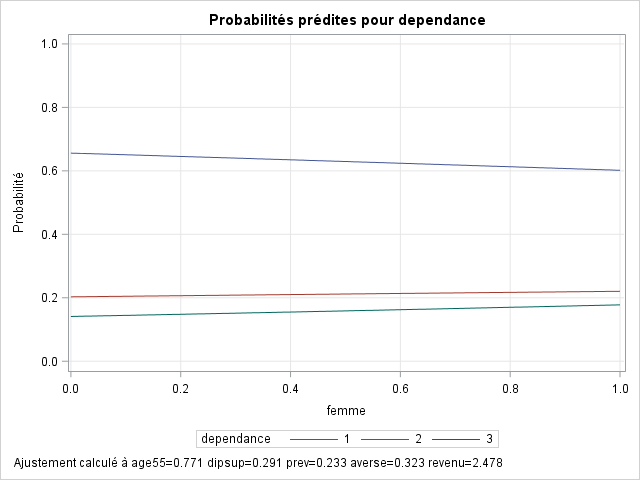 Probabilités prédites pour dependance
1.0
0.8
0.6
0.4
0.2
0.0
Probabilité
0.0 0.2 0.4 0.6 0.8 1.0
femme
dependance 1 2 3
Ajustement calculé à age55=0.771 dipsup=0.291 prev=0.233 averse=0.323 revenu=2.478